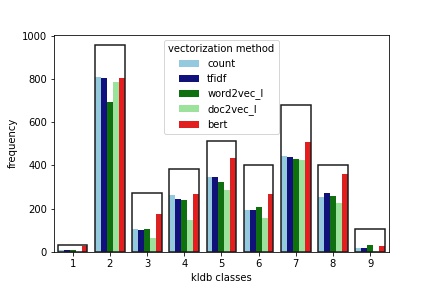 1000
800
600
400
200
0
frequency
vectorization method
count
tfidf
word2vec_l
doc2vec_l
bert
1 2 3 4 5 6 7 8 9
kldb classes